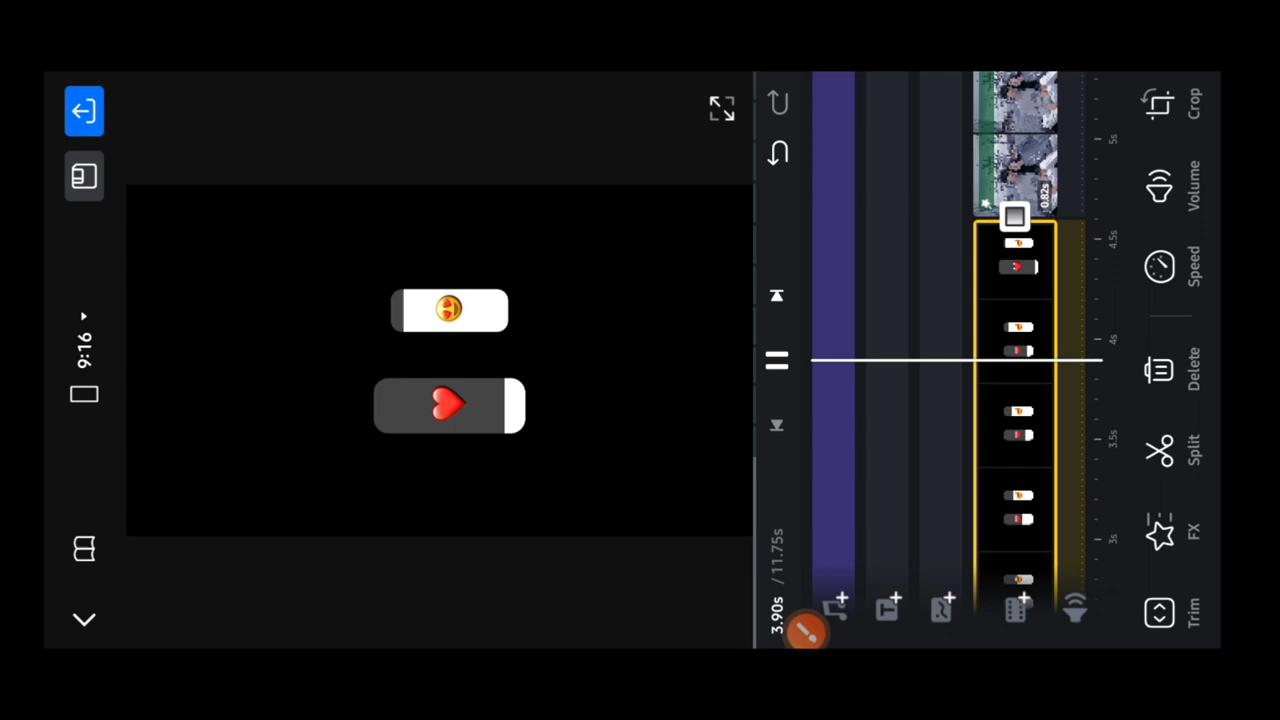 9:16
3.90s / 11.75s
0.82s
3s
3.5s
4s
4.5s
5s
Trim
FX
Split
Delete
Speed
Volume
Crop